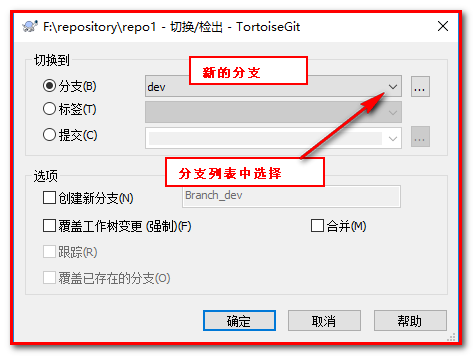 F:\repository\repo1 - 切换/检出 - TortoiseGit
切换到
新的分支
分支(B)
dev
...
标签(T)
提交(C)
...
分支列表中选择
选项
创建新分支(N)
Branch_dev
覆盖工作树变更 (强制)(F)
合并(M)
跟踪(R)
覆盖已存在的分支(O)
确定
取消
帮助